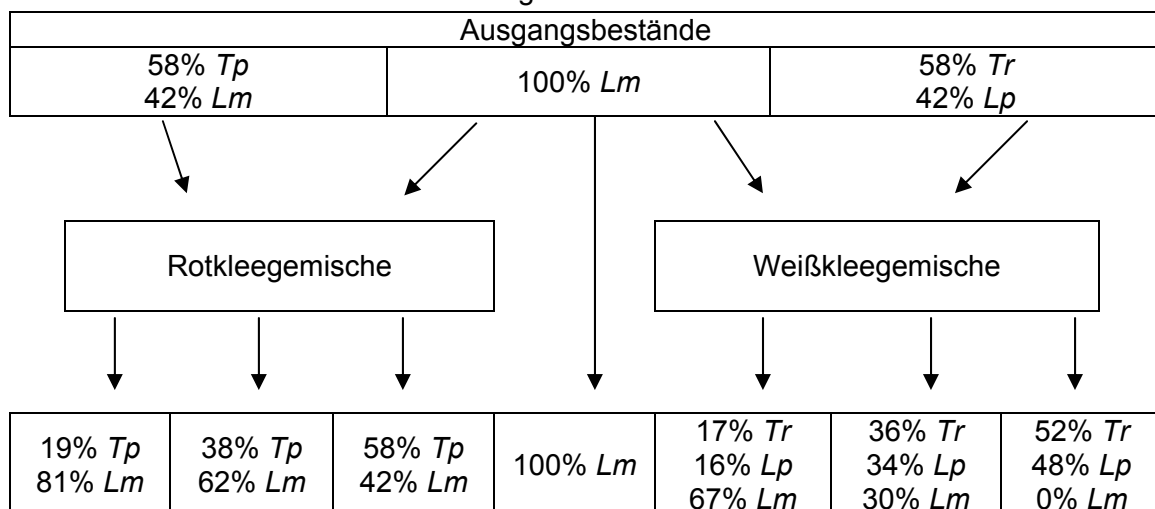 Ausgangsbestände
58% Tp
42% Lm
100% Lm
58% Tr
42% Lp
Rotkleegemische
Weißkleegemische
19% Tp
81% Lm
38% Tp
62% Lm
58% Tp
42% Lm
100% Lm
17% Tr
16% Lp
67% Lm
36% Tr
34% Lp
30% Lm
52% Tr
48% Lp
0% Lm